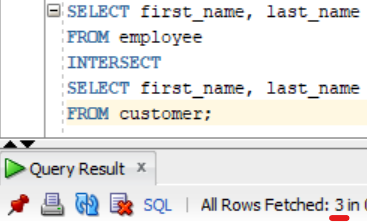 SELECT first_name, last_name
FROM employee
INTERSECT
SELECT first_name, last_name
FROM customer;
Query Result x
SQL | All Rows Fetched: 3 in